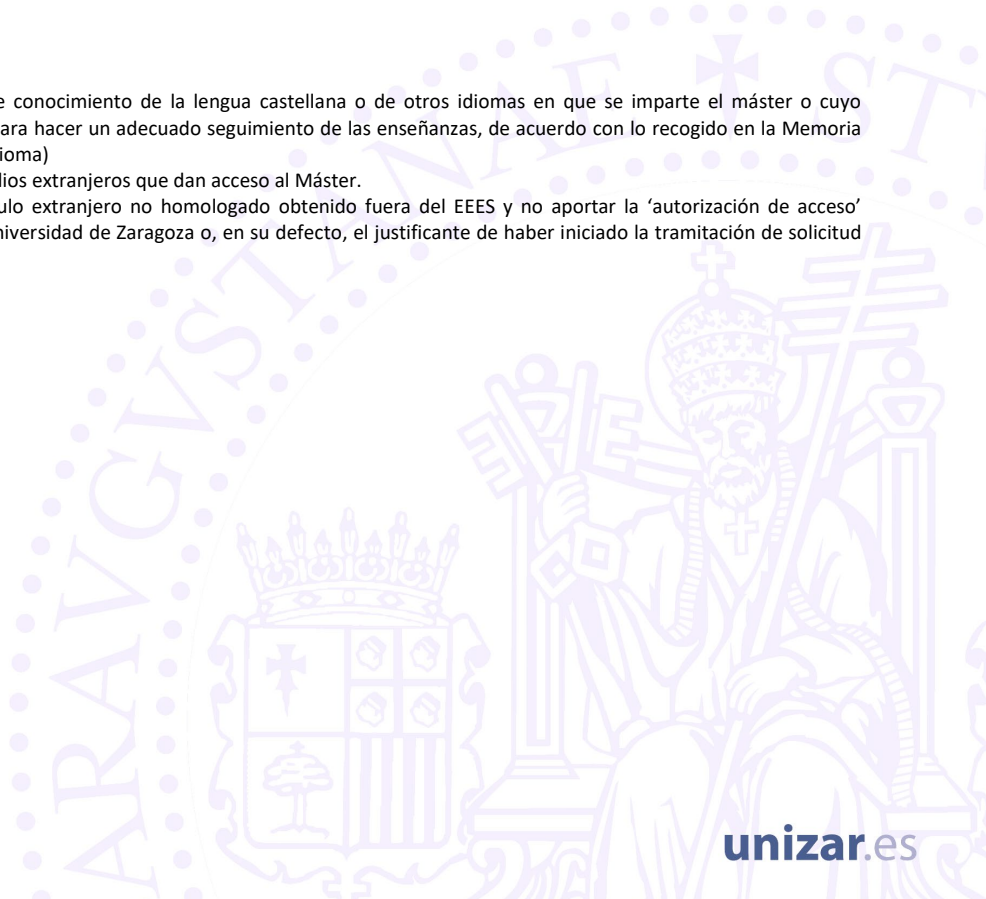 e conocimiento de la lengua castellana o de otros idiomas en que se imparte el máster o cuyo
ara hacer un adecuado seguimiento de las enseñanzas, de acuerdo con lo recogido en la Memoria
ioma)
dios extranjeros que dan acceso al Máster.
ulo extranjero no homologado obtenido fuera del EEES y no aportar la ‘autorización de acceso’
niversidad de Zaragoza o, en su defecto, el justificante de haber iniciado la tramitación de solicitud
ARAVGVSTANAE ST
unizar.es